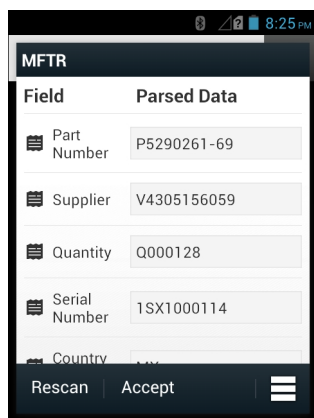 8:25 PM
MFTR
Field Parsed Data
Part
Number P5290261-69
Supplier V4305156059
Quantity Q000128
Serial
Number 1SX1000114
Country
Rescan Accept